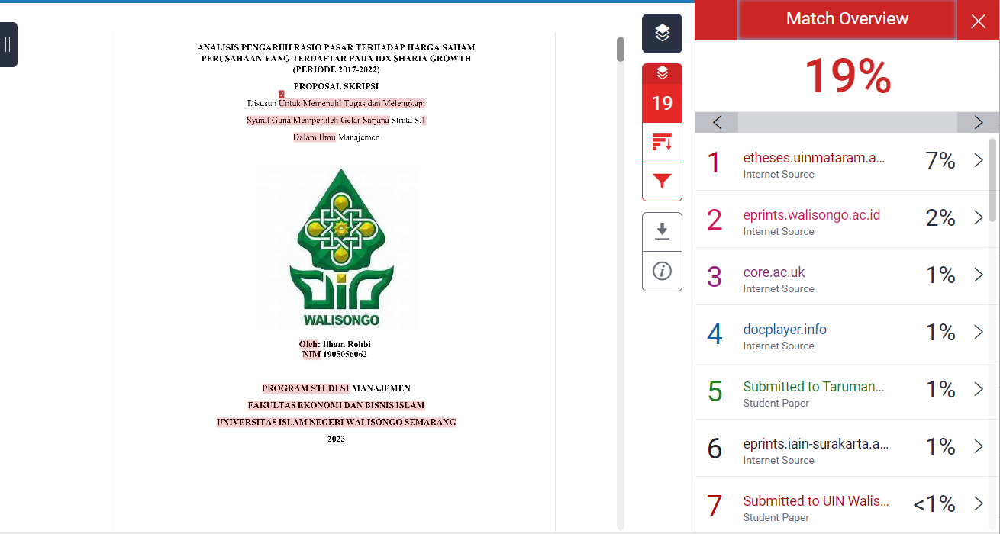 ANALISIS PENGARUH RASIO PASAR TERHADAP HARGA SAHAM
PERUSAHAAN YANG TERDAFTAR PADA IDX SHARIA GROWTH
(PERIODE 2017-2022)
PROPOSAL SKRIPSI
7
Disusun Untuk Memenuhi Tugas dan Melengkapi
Syarat Guna Memperoleh Gelar Sarjana Strata S.1
Dalam Ilmu Manajemen
WALISONGO
Oleh: Ilham Rohbi
NIM 1905056062
PROGRAM STUDI S1 MANAJEMEN
FAKULTAS EKONOMI DAN BISNIS ISLAM
UNIVERSITAS ISLAM NEGERI WALISONGO SEMARANG
2023
19
Match Overview
19%
1 etheses.uinmataram.a... 7%
Internet Source
2 eprints.walisongo.ac.id 2%
Internet Source
3 core.ac.uk 1%
Internet Source
4 docplayer.info 1%
Internet Source
5 Submitted to Taruman... 1%
Student Paper
6 eprints.iain-surakarta.a... 1%
Internet Source
7 Submitted to UIN Walis... <1%
Student Paper